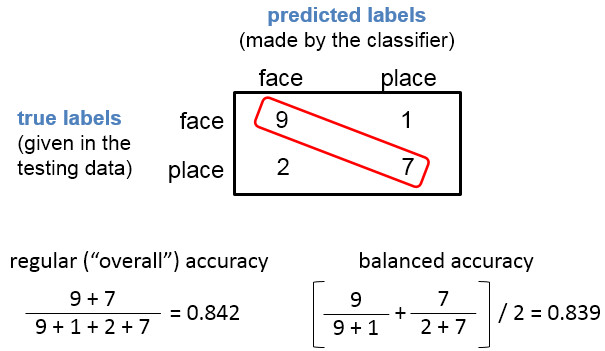 predicted labels
(made by the classifier)
face place
true labels
(given in the
testing data)
face 9 1
place 2 7
regular (“overall”) accuracy
9 + 7
9 + 1 + 2 + 7
= 0.842
balanced accuracy
[ 9
9 + 1
+ 7
2 + 7
] / 2 = 0.839